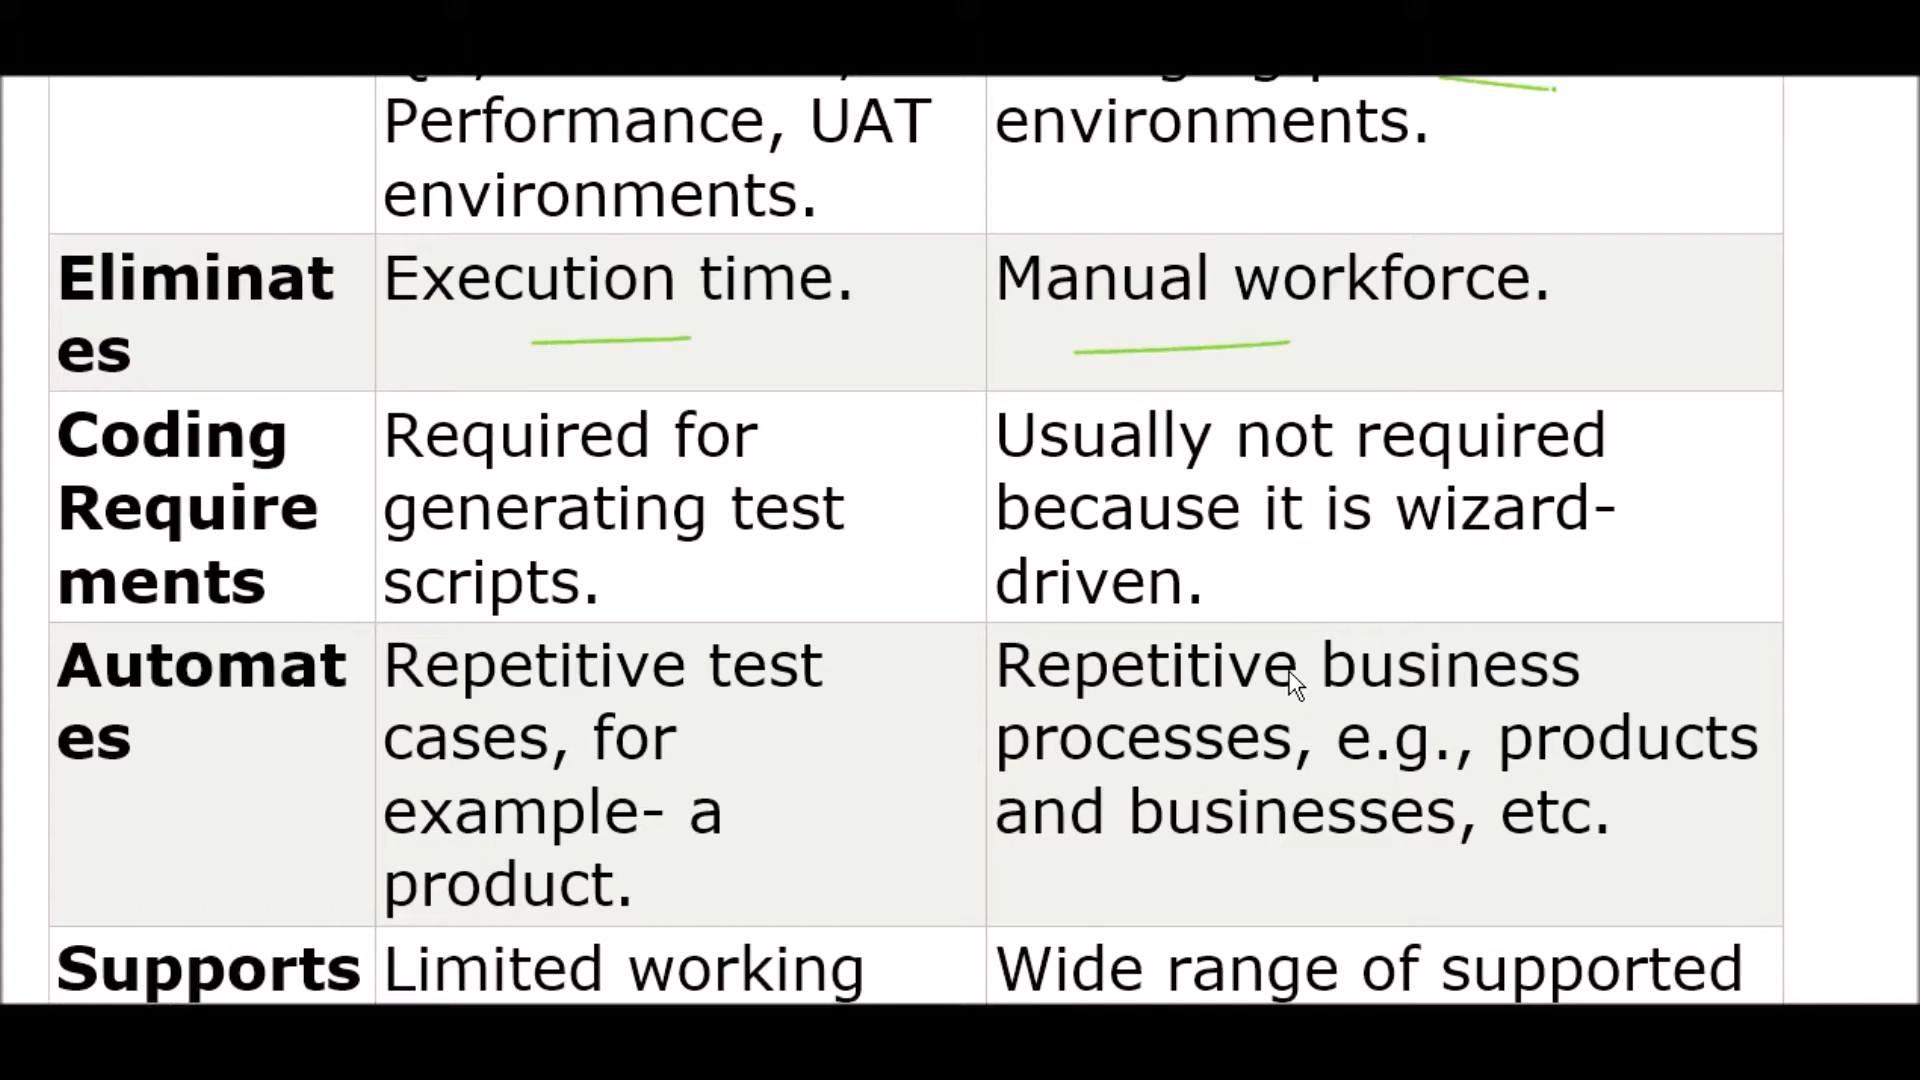 Performance, UAT
environments.
environments.
Eliminat
es
Execution time.
Manual workforce.
Coding
Require
ments
Required for
generating test
scripts.
Usually not required
because it is wizard-
driven.
Automat
es
Repetitive test
cases, for
example- a
product.
Repetitive business
processes, e.g., products
and businesses, etc.
Supports
Limited working
Wide range of supported